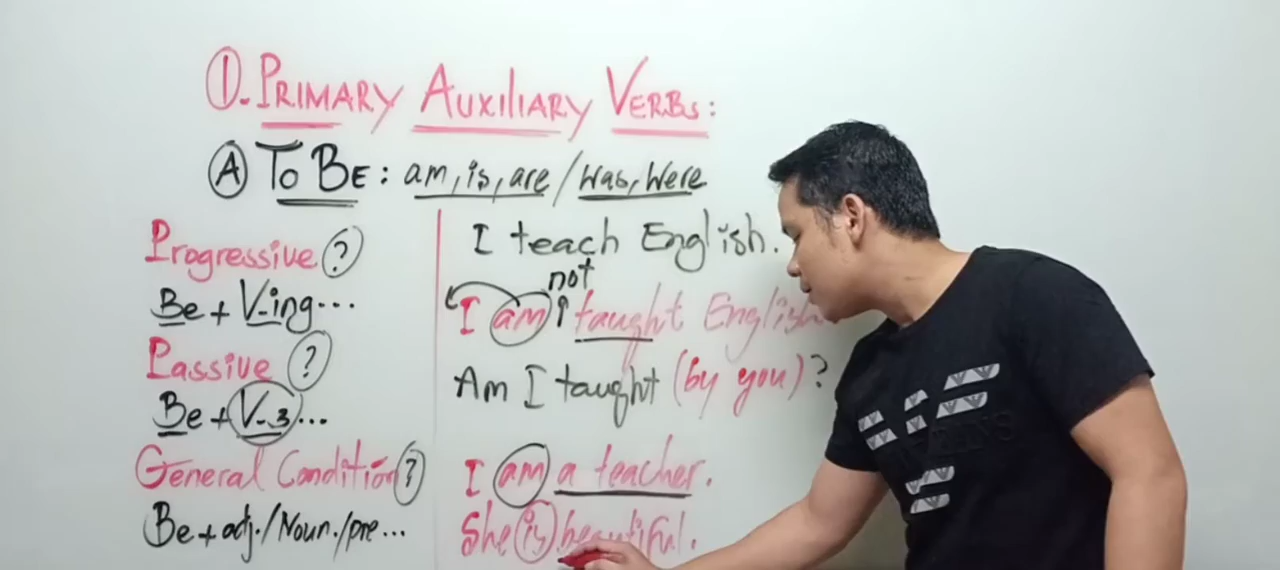 1. PRIMARY AUXILIARY VERBS:
A TO BE: am, is, are / was, were
Progressive ?
Be + V-ing...
Passive ?
Be + V-3...
General Condition ?
Be + adj./Noun./pre...
I teach English.
not
I am taught English
Am I taught (by you)?
I am a teacher.
She is beautiful.